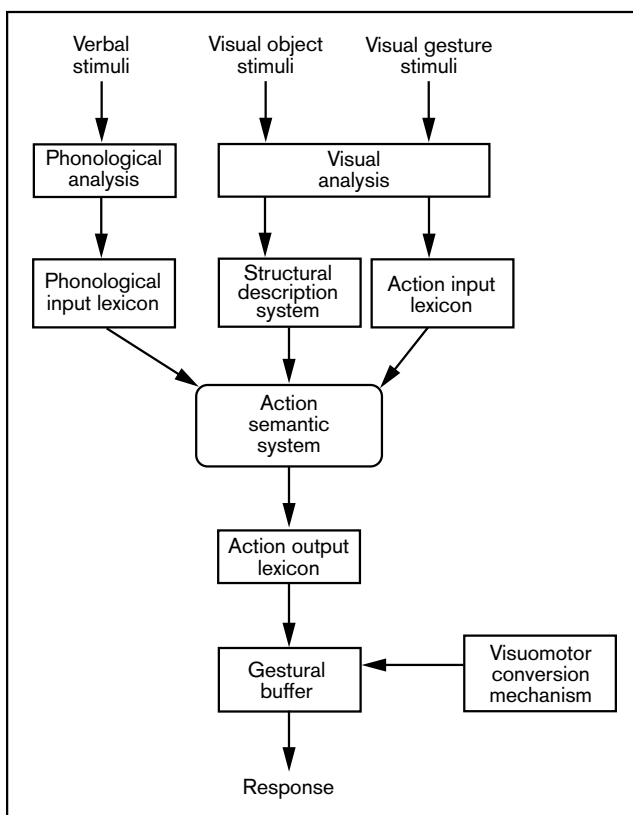 Verbal
stimuli
Visual object
stimuli
Visual gesture
stimuli
Phonological
analysis
Visual
analysis
Phonological
input lexicon
Structural
description
system
Action input
lexicon
Action
semantic
system
Action output
lexicon
Gestural
buffer
Visuomotor
conversion
mechanism
Response